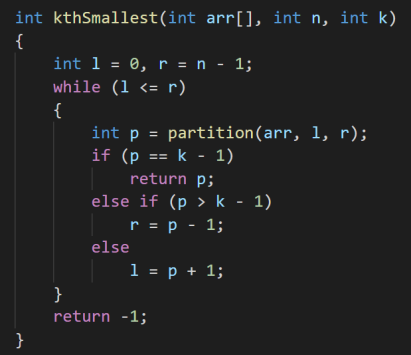 int kthSmallest(int arr[], int n, int k)
{
    int l = 0, r = n - 1;
    while (l <= r)
    {
        int p = partition(arr, l, r);
        if (p == k - 1)
            return p;
        else if (p > k - 1)
            r = p - 1;
        else
            l = p + 1;
    }
    return -1;
}